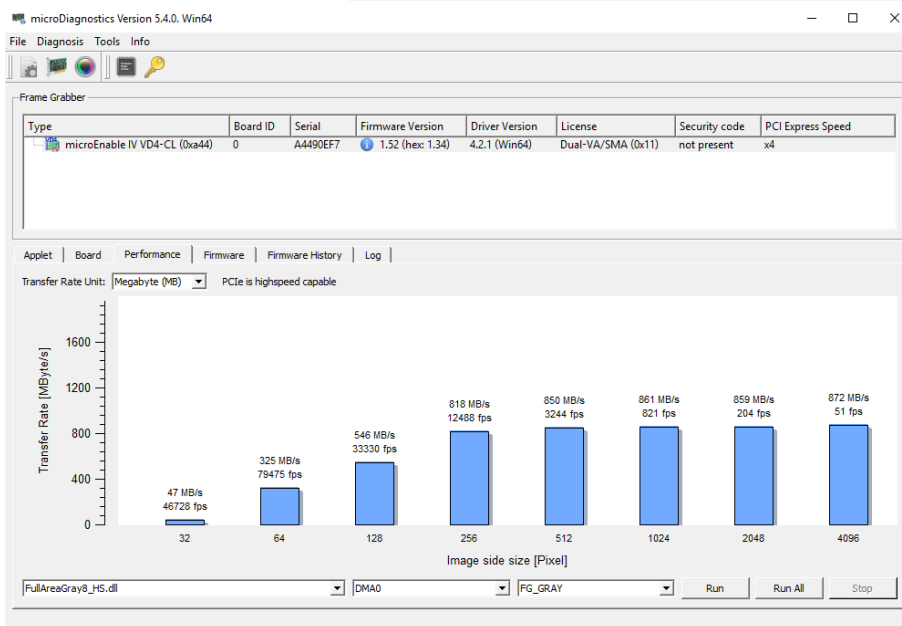 microDiagnostics Version 5.4.0. Win64
File Diagnosis Tools Info
Frame Grabber
Type Board ID Serial Firmware Version Driver Version License Security code PCI Express Speed
microEnable IV VD4-CL (0xa44) 0 A4490EF7 1.52 (hex: 1.34) 4.2.1 (Win64) Dual-VA/SMA (0x11) not present x4
Applet Board Performance Firmware Firmware History Log
Transfer Rate Unit: Megabyte (MB) PCIe is highspeed capable
Transfer Rate [MByte/s]
1600
1200
800
400
0
47 MB/s
46728 fps
325 MB/s
79475 fps
546 MB/s
33330 fps
818 MB/s
12488 fps
850 MB/s
3244 fps
861 MB/s
821 fps
859 MB/s
204 fps
872 MB/s
51 fps
32 64 128 256 512 1024 2048 4096
Image side size [Pixel]
FullAreaGray8_HS.dll DMA0 FG_GRAY Run Run All Stop